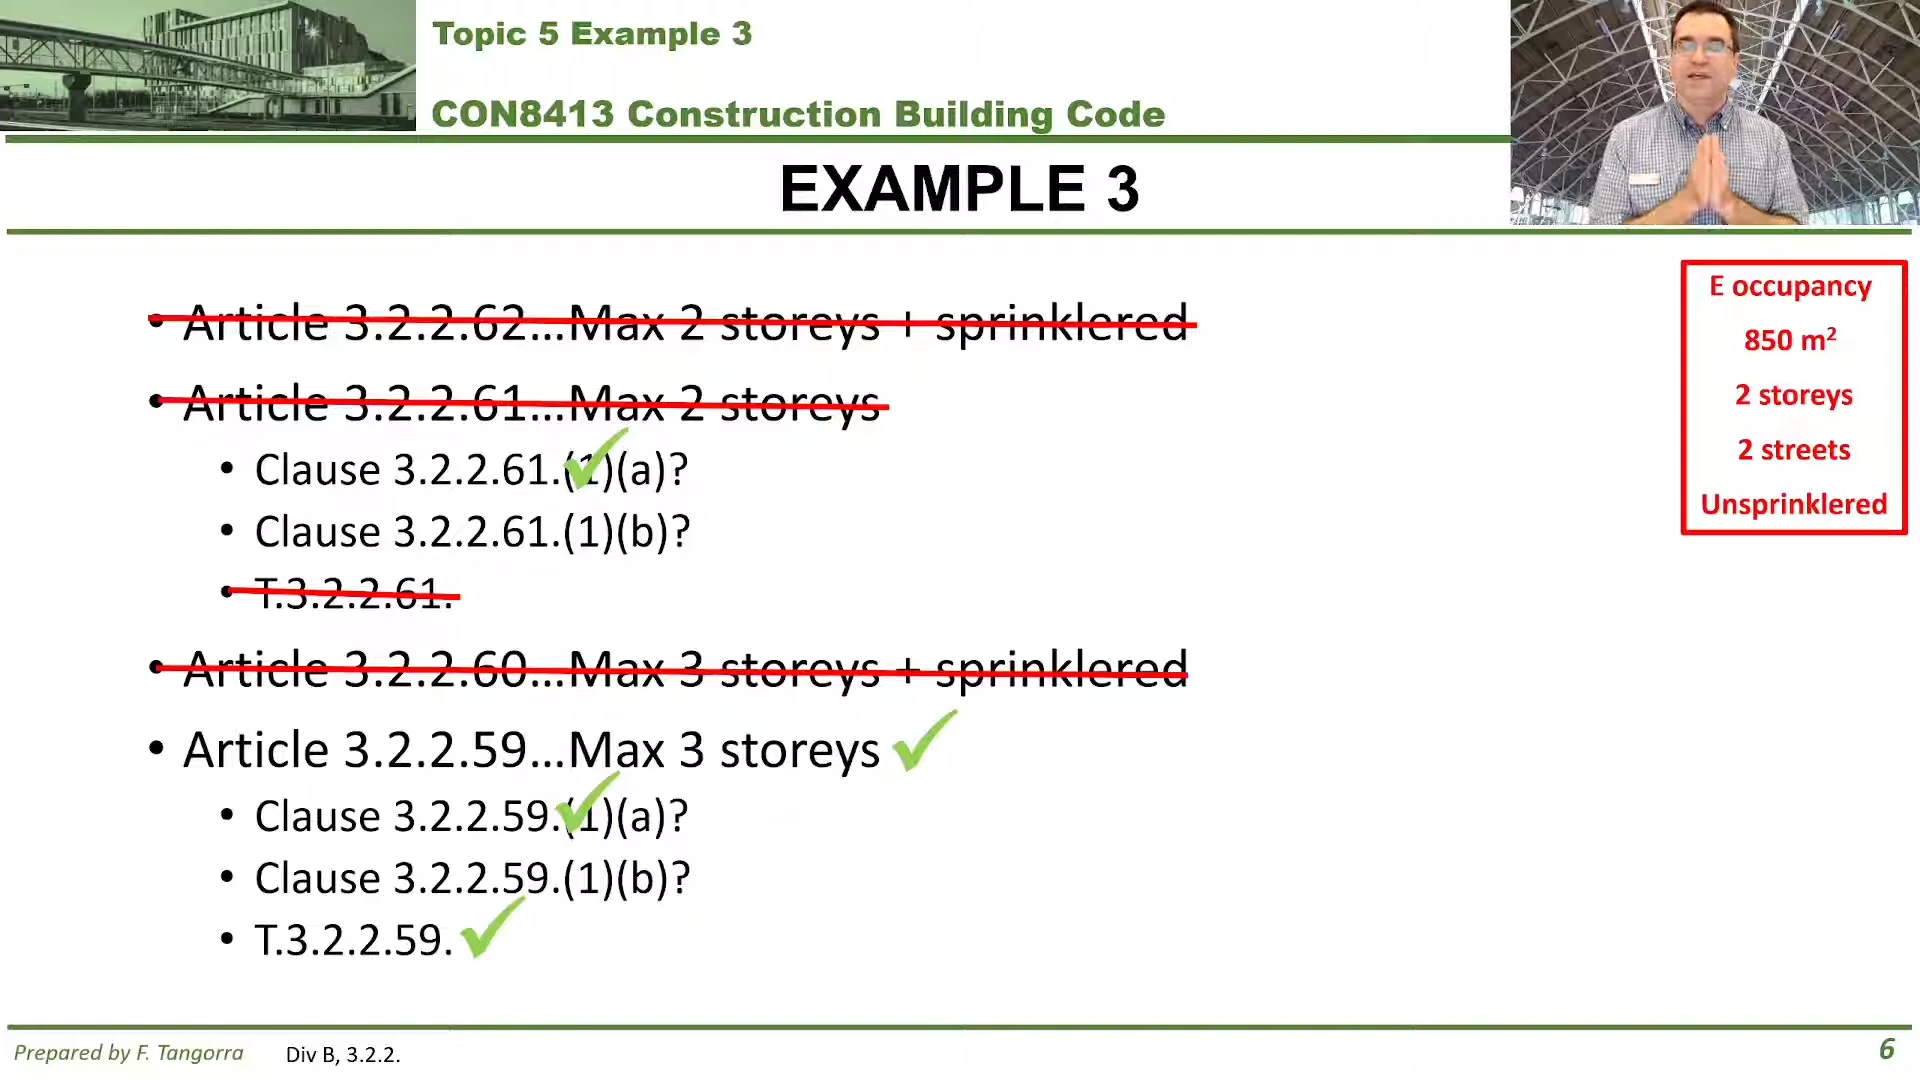 Topic 5 Example 3
CON8413 Construction Building Code
EXAMPLE 3
• Article 3.2.2.62…Max 2 storeys + sprinklered
• Article 3.2.2.61…Max 2 storeys
• Clause 3.2.2.61.(1)(a)?
• Clause 3.2.2.61.(1)(b)?
• T.3.2.2.61.
• Article 3.2.2.60…Max 3 storeys + sprinklered
• Article 3.2.2.59…Max 3 storeys
• Clause 3.2.2.59.(1)(a)?
• Clause 3.2.2.59.(1)(b)?
• T.3.2.2.59.
E occupancy
850 m²
2 storeys
2 streets
Unsprinklered
Prepared by F. Tangorra
Div B, 3.2.2.
6